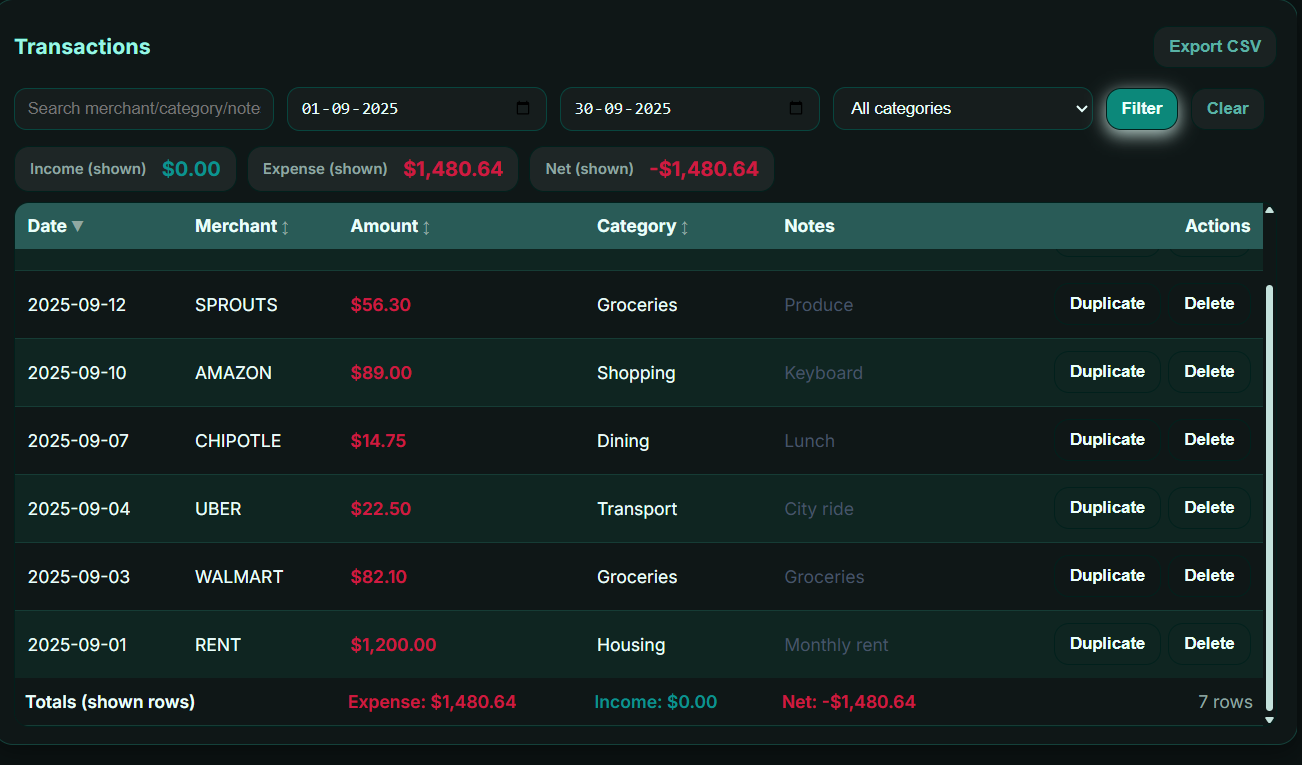 Transactions
Export CSV
Search merchant/category/note 01-09-2025 30-09-2025 All categories Filter Clear
Income (shown) $0.00 Expense (shown) $1,480.64 Net (shown) -$1,480.64
Date ▼ Merchant ↕ Amount ↕ Category ↕ Notes Actions
2025-09-12 SPROUTS $56.30 Groceries Produce Duplicate Delete
2025-09-10 AMAZON $89.00 Shopping Keyboard Duplicate Delete
2025-09-07 CHIPOTLE $14.75 Dining Lunch Duplicate Delete
2025-09-04 UBER $22.50 Transport City ride Duplicate Delete
2025-09-03 WALMART $82.10 Groceries Groceries Duplicate Delete
2025-09-01 RENT $1,200.00 Housing Monthly rent Duplicate Delete
Totals (shown rows) Expense: $1,480.64 Income: $0.00 Net: -$1,480.64 7 rows